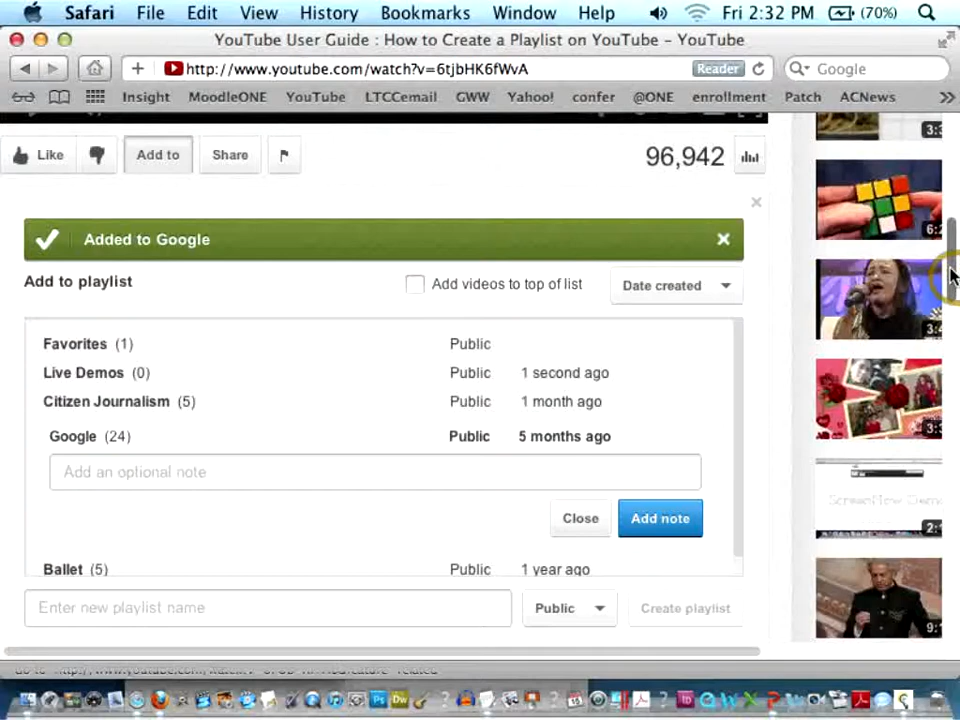 Safari File Edit View History Bookmarks Window Help Fri 2:32 PM (70%)
YouTube User Guide : How to Create a Playlist on YouTube – YouTube
http://www.youtube.com/watch?v=6tjbHK6fWvA Reader Google
Insight MoodleONE YouTube LTCCemail GWW Yahoo! confer @ONE enrollment Patch ACNews
Like Add to Share 96,942
Added to Google
Add to playlist Add videos to top of list Date created
Favorites (1) Public
Live Demos (0) Public 1 second ago
Citizen Journalism (5) Public 1 month ago
Google (24) Public 5 months ago
Add an optional note
Close Add note
Ballet (5) Public 1 year ago
Enter new playlist name Public Create playlist